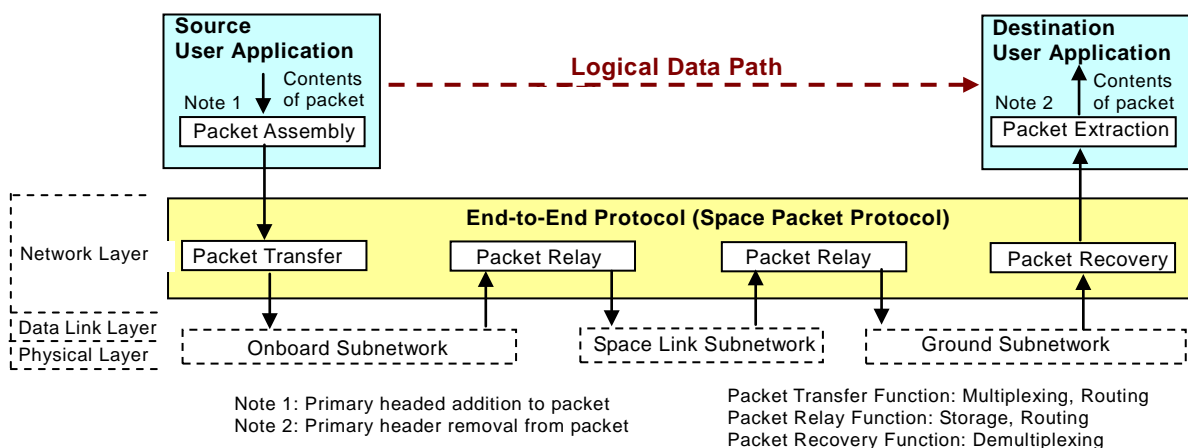 Source
User Application
Contents
of packet
Note 1
Packet Assembly
Logical Data Path
Destination
User Application
Contents
of packet
Note 2
Packet Extraction
End-to-End Protocol (Space Packet Protocol)
Network Layer
Packet Transfer
Packet Relay
Packet Relay
Packet Recovery
Data Link Layer
Physical Layer
Onboard Subnetwork
Space Link Subnetwork
Ground Subnetwork
Note 1: Primary headed addition to packet
Note 2: Primary header removal from packet
Packet Transfer Function: Multiplexing, Routing
Packet Relay Function: Storage, Routing
Packet Recovery Function: Demultiplexing